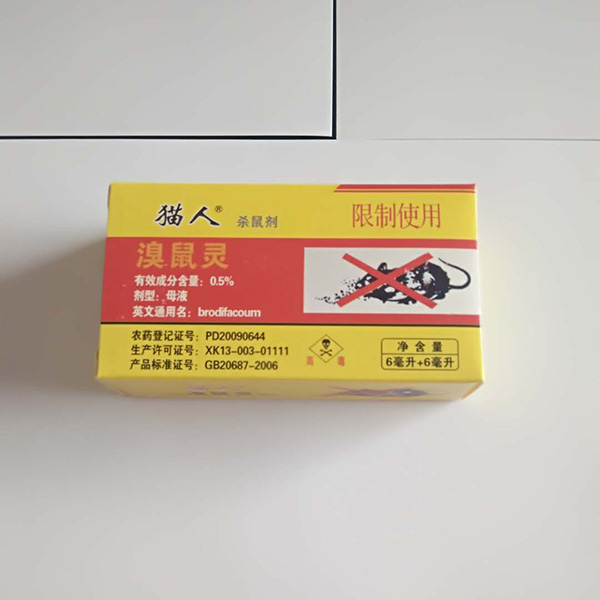 猫人® 杀鼠剂
限制使用
溴鼠灵
有效成分含量：0.5%
剂型：母液
英文通用名：brodifacoum
农药登记证号：PD20090644
生产许可证号：XK13-003-01111
产品标准证号：GB20687-2006
高毒
净含量
6毫升+6毫升